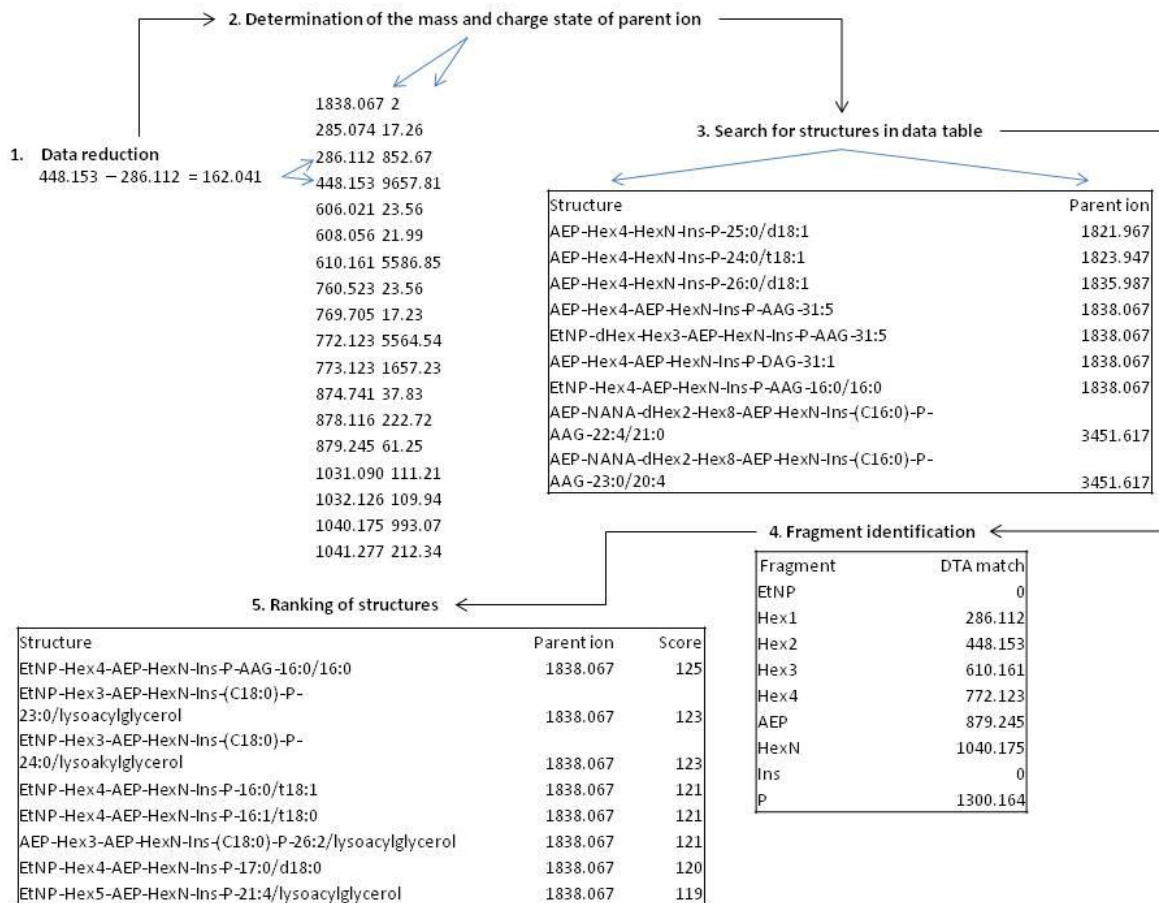 2. Determination of the mass and charge state of parent ion
1838.067 2
285.074 17.26
286.112 852.67
448.153 9657.81
606.021 23.56
608.056 21.99
610.161 5586.85
760.523 23.56
769.705 17.23
772.123 5564.54
773.123 1657.23
874.741 37.83
878.116 222.72
879.245 61.25
1031.090 111.21
1032.126 109.94
1040.175 993.07
1041.277 212.34
1. Data reduction
448.153 – 286.112 = 162.041
3. Search for structures in data table
Structure Parent ion
AEP-Hex4-HexN-Ins-P-25:0/d18:1 1821.967
AEP-Hex4-HexN-Ins-P-24:0/t18:1 1823.947
AEP-Hex4-HexN-Ins-P-26:0/d18:1 1835.987
AEP-Hex4-AEP-HexN-Ins-P-AAG-31:5 1838.067
EtNP-dHex-Hex3-AEP-HexN-Ins-P-AAG-31:5 1838.067
AEP-Hex4-AEP-HexN-Ins-P-DAG-31:1 1838.067
EtNP-Hex4-AEP-HexN-Ins-P-AAG-16:0/16:0 1838.067
AEP-NANA-dHex2-Hex8-AEP-HexN-Ins-(C16:0)-P-
AAG-22:4/21:0 3451.617
AEP-NANA-dHex2-Hex8-AEP-HexN-Ins-(C16:0)-P-
AAG-23:0/20:4 3451.617
4. Fragment identification
Fragment DTA match
EtNP 0
Hex1 286.112
Hex2 448.153
Hex3 610.161
Hex4 772.123
AEP 879.245
HexN 1040.175
Ins 0
P 1300.164
5. Ranking of structures
Structure Parent ion Score
EtNP-Hex4-AEP-HexN-Ins-P-AAG-16:0/16:0 1838.067 125
EtNP-Hex3-AEP-HexN-Ins-(C18:0)-P-
23:0/lysoacylglycerol 1838.067 123
EtNP-Hex3-AEP-HexN-Ins-(C18:0)-P-
24:0/lysoakylglycerol 1838.067 123
EtNP-Hex4-AEP-HexN-Ins-P-16:0/t18:1 1838.067 121
EtNP-Hex4-AEP-HexN-Ins-P-16:1/t18:0 1838.067 121
AEP-Hex3-AEP-HexN-Ins-(C18:0)-P-26:2/lysoacylglycerol 1838.067 121
EtNP-Hex4-AEP-HexN-Ins-P-17:0/d18:0 1838.067 120
EtNP-Hex5-AEP-HexN-Ins-P-21:4/lysoacylglycerol 1838.067 119